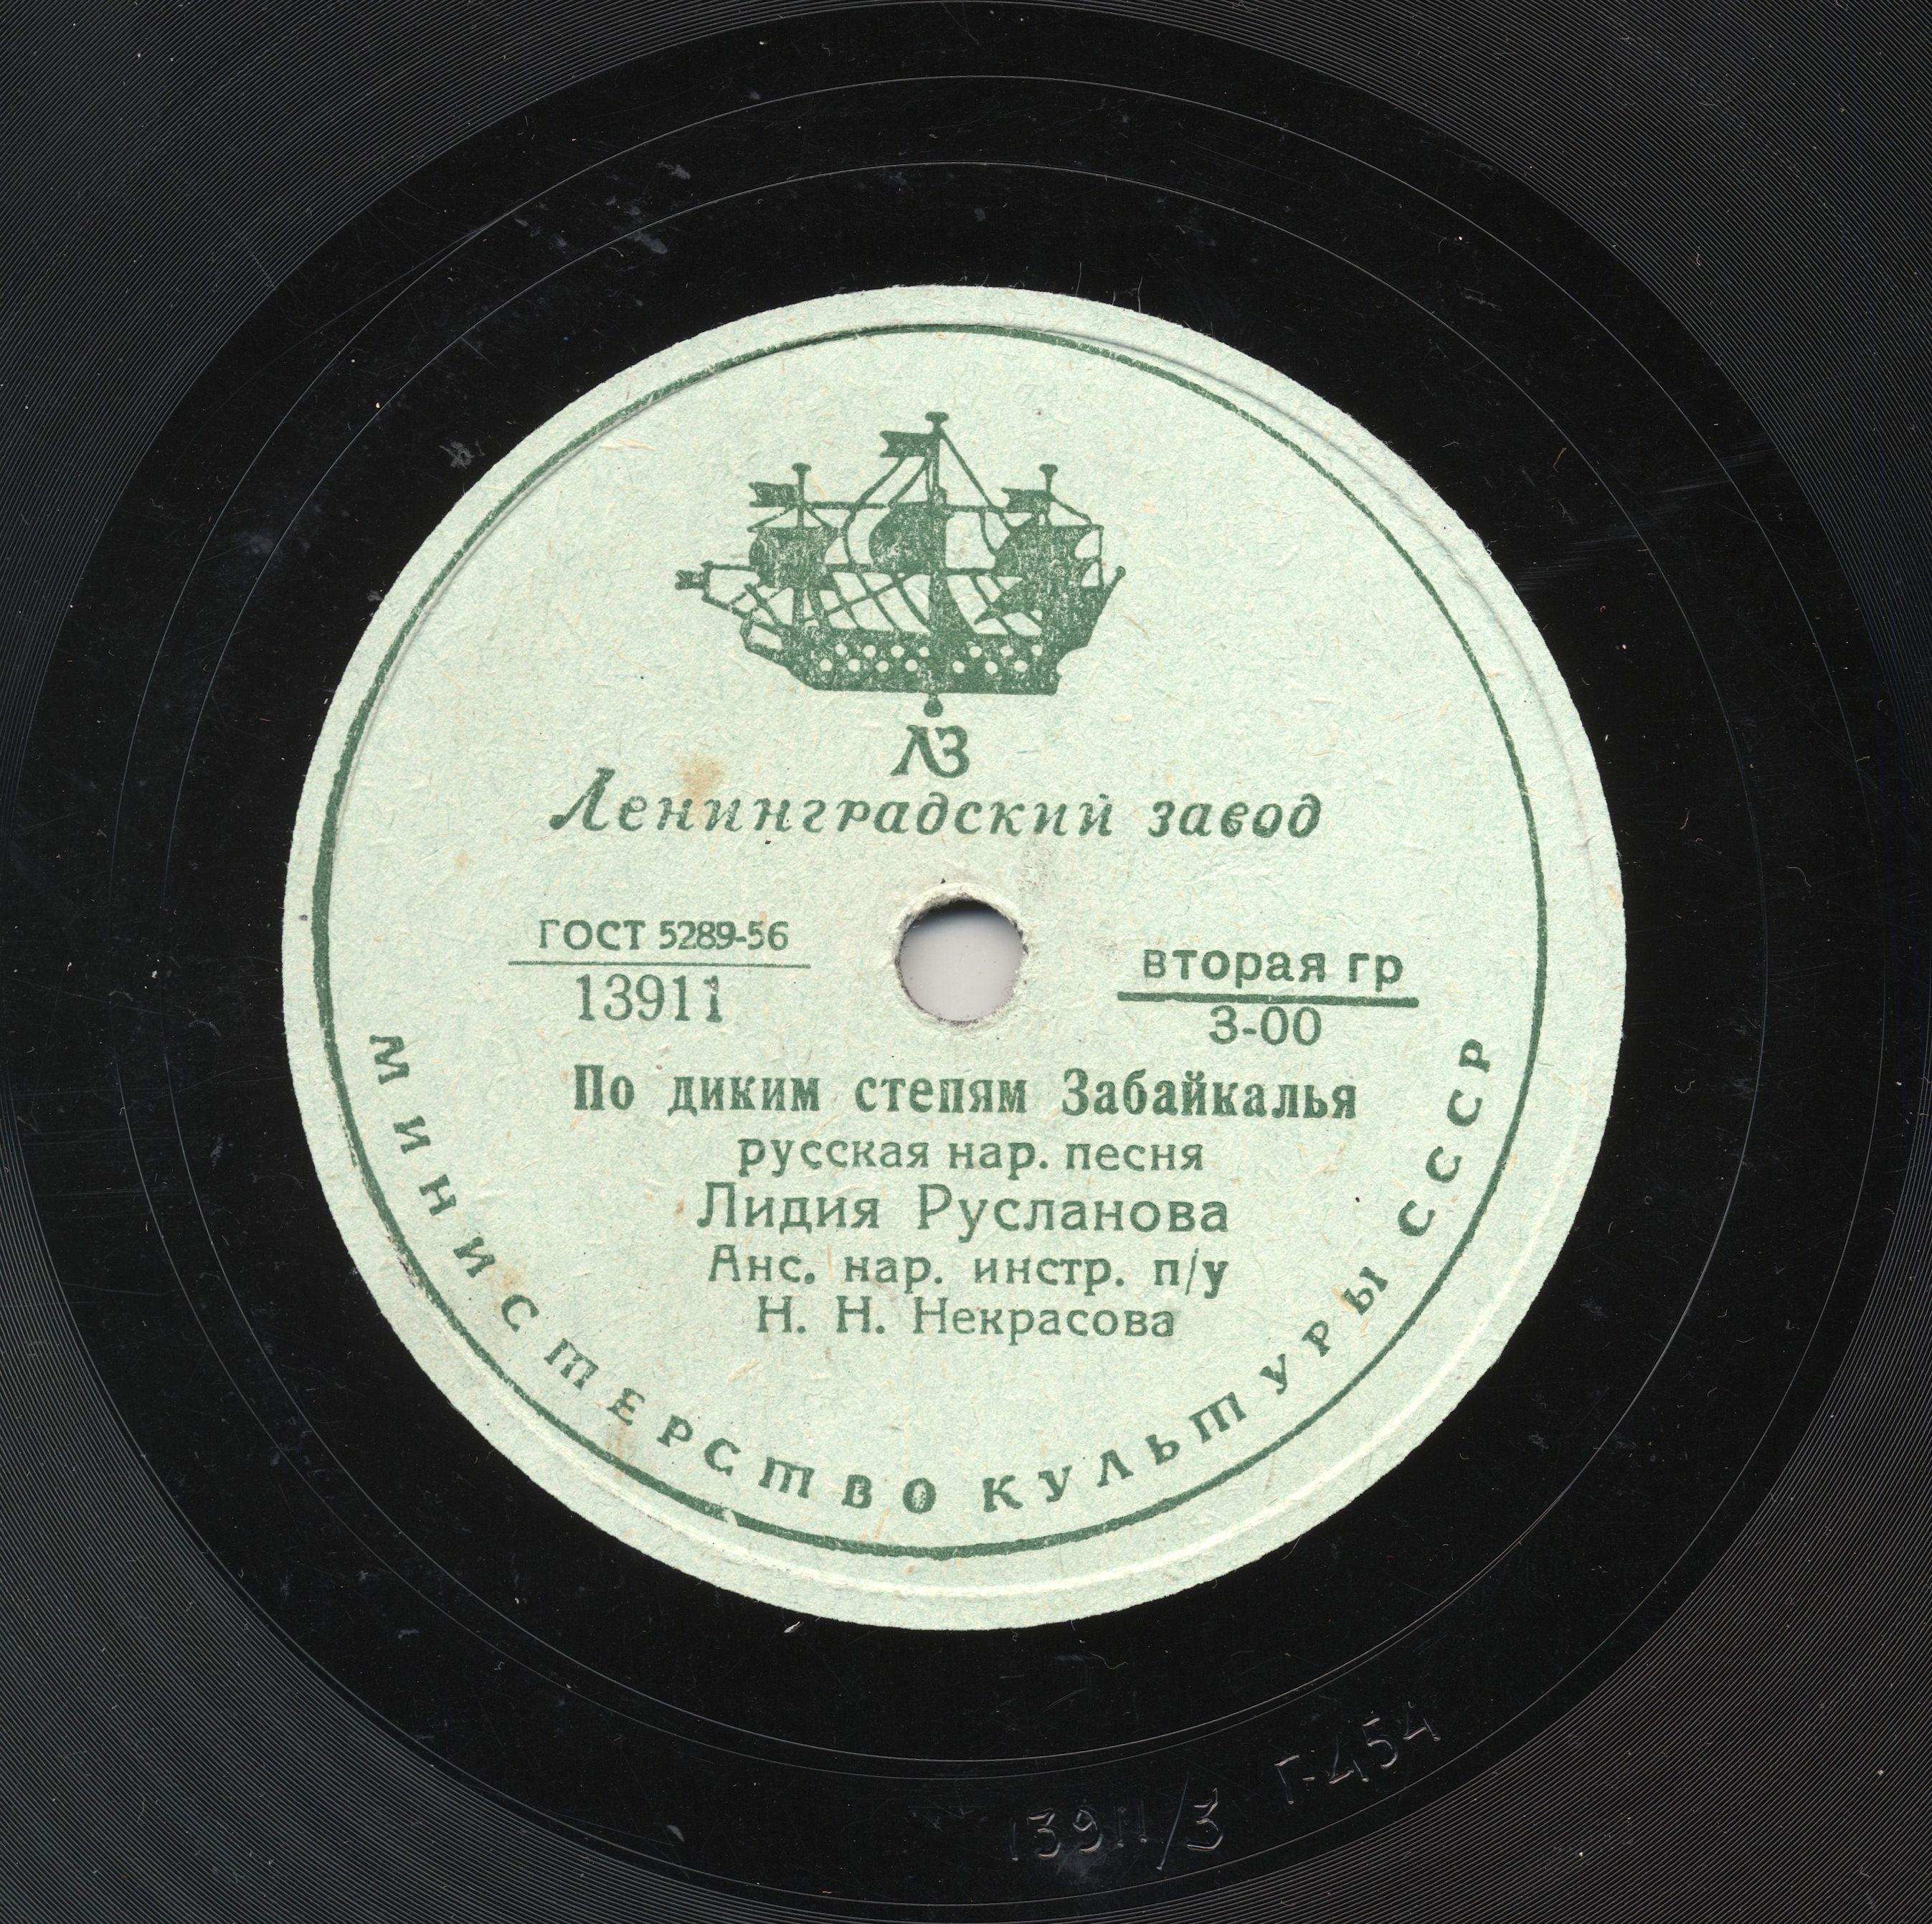 ЛЗ
Ленинградский завод
ГОСТ 5289-56
13911
вторая гр
3-00
По диким степям Забайкалья
русская нар. песня
Лидия Русланова
Анс. нар. инстр. п/у
Н. Н. Некрасова
МИНИСТЕРСТВО КУЛЬТУРЫ СССР
13911/3 Г-454